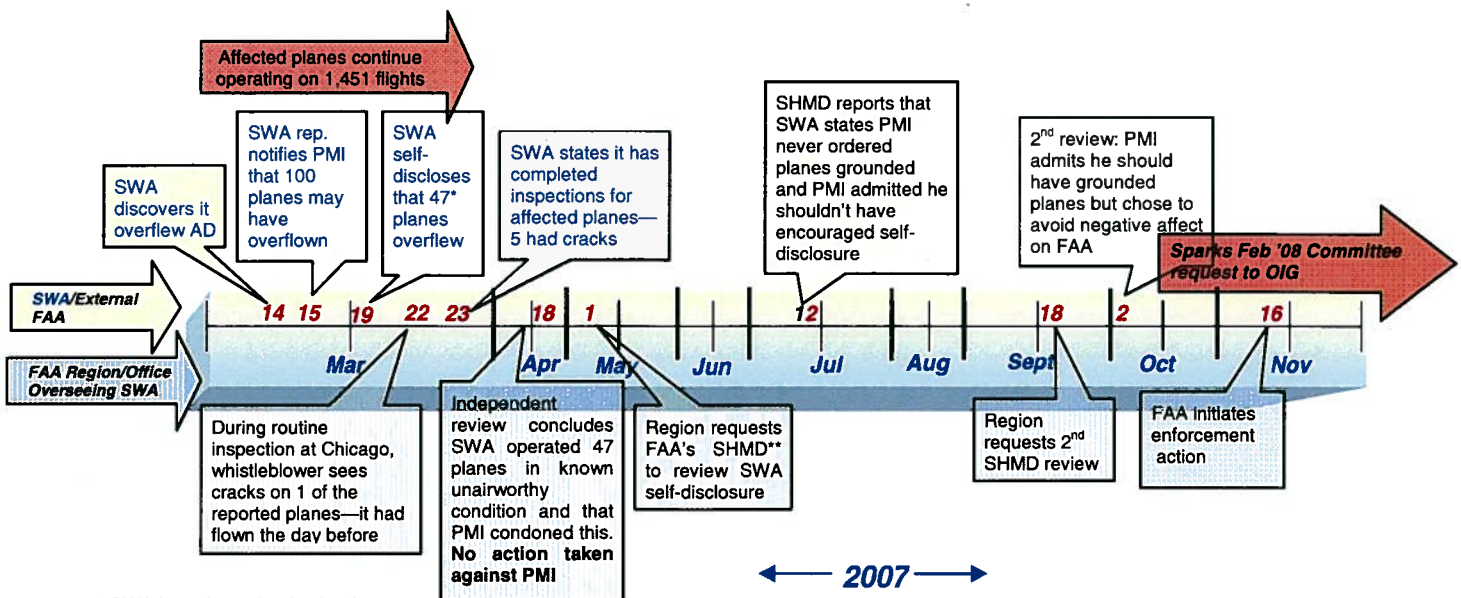 Affected planes continue
operating on 1,451 flights
SWA
discovers it
overflew AD
SWA rep.
notifies PMI
that 100
planes may
have
overflown
SWA
self-
discloses
that 47*
planes
overflew
SWA states it has
completed
inspections for
affected planes—
5 had cracks
SHMD reports that
SWA states PMI
never ordered
planes grounded
and PMI admitted he
shouldn't have
encouraged self-
disclosure
2nd review: PMI
admits he should
have grounded
planes but chose to
avoid negative affect
on FAA
Sparks Feb '08 Committee
request to OIG
SWA/External
FAA
14 15 19 22 23 18 1 12 18 2 16
Mar Apr May Jun Jul Aug Sept Oct Nov
FAA Region/Office
Overseeing SWA
During routine
inspection at Chicago,
whistleblower sees
cracks on 1 of the
reported planes—it had
flown the day before
Independent
review concludes
SWA operated 47
planes in known
unairworthy
condition and that
PMI condoned this.
No action taken
against PMI
Region requests
FAA's SHMD**
to review SWA
self-disclosure
Region
requests 2nd
SHMD review
FAA initiates
enforcement
action
2007